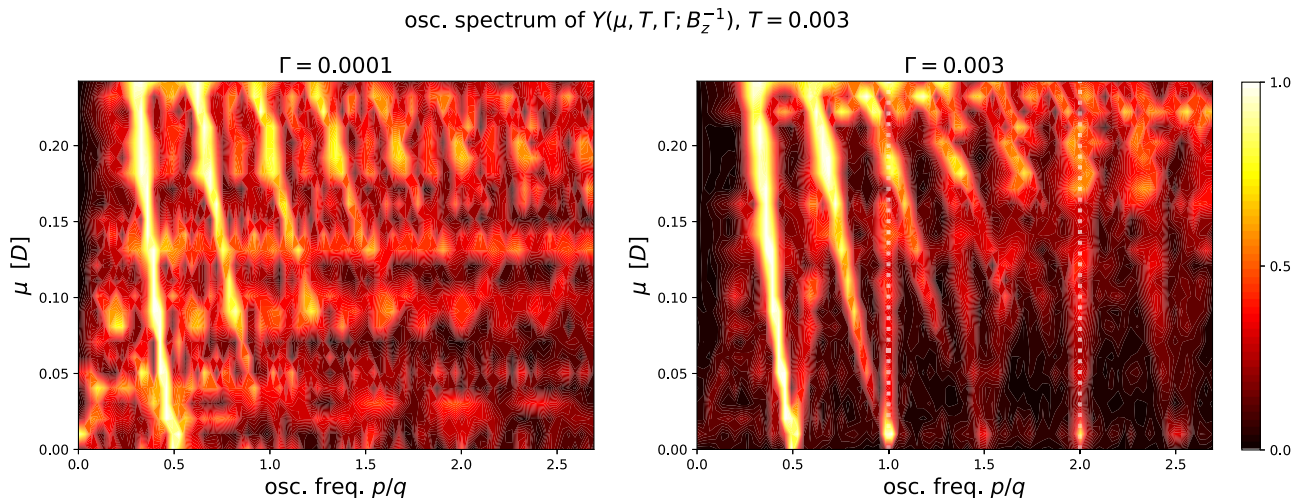 osc. spectrum of Y(μ, T, Γ; B_z^{-1}), T = 0.003
Γ = 0.0001
Γ = 0.003
μ [D]
0.20
0.15
0.10
0.05
0.00
0.0 0.5 1.0 1.5 2.0 2.5
osc. freq. p/q
μ [D]
0.20
0.15
0.10
0.05
0.00
0.0 0.5 1.0 1.5 2.0 2.5
osc. freq. p/q
1.0
0.5
0.0